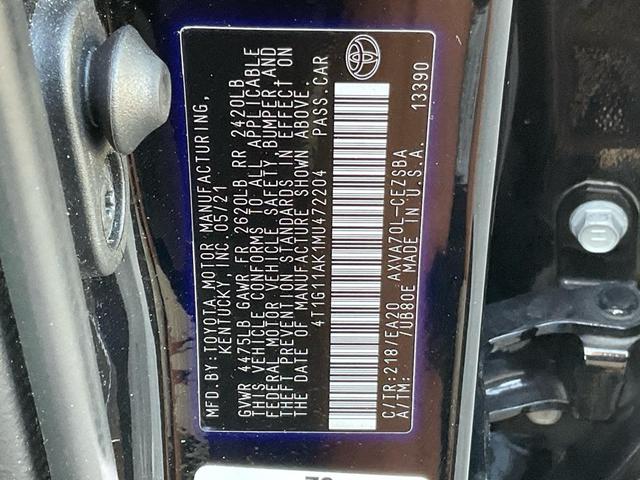 MFD. BY: TOYOTA MOTOR MANUFACTURING,
KENTUCKY, INC. 05/21
GVWR 4475LB GAWR FR 2620LB RR 2420LB
THIS VEHICLE CONFORMS TO ALL APPLICABLE
FEDERAL MOTOR VEHICLE SAFETY, BUMPER AND
THEFT PREVENTION STANDARDS IN EFFECT ON
THE DATE OF MANUFACTURE SHOWN ABOVE.
4T1G11AK1MU472204 PASS.CAR
C/TR:218/EA20 AXVA70L-CEZSBA 13390
A/TM: /UB80E MADE IN U.S.A.